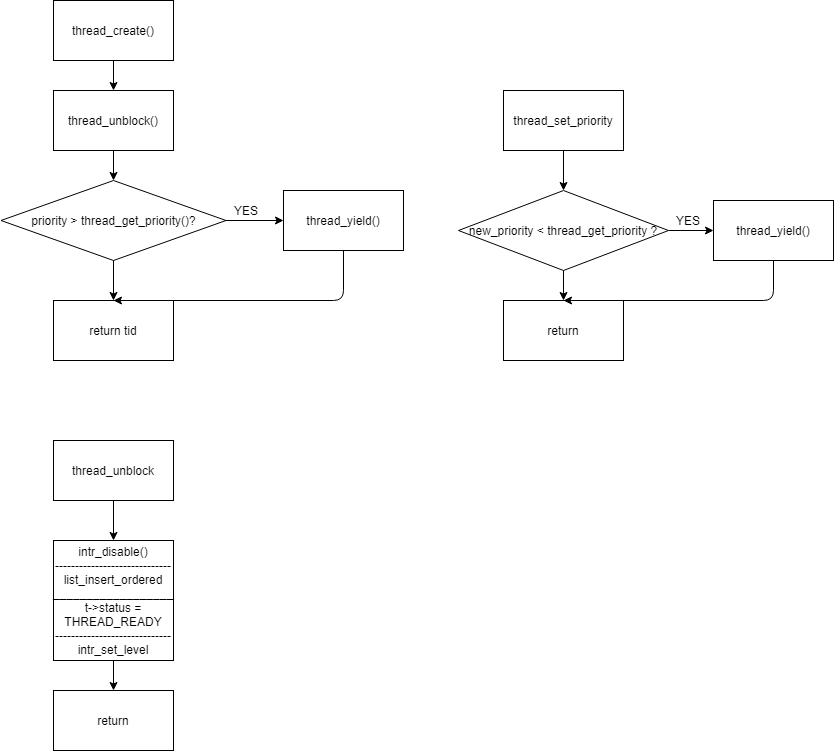 thread_create()
thread_unblock()
priority > thread_get_priority()?
YES
thread_yield()
return tid
thread_set_priority
new_priority < thread_get_priority ?
YES
thread_yield()
return
thread_unblock
intr_disable()
list_insert_ordered
t->status =
THREAD_READY
intr_set_level
return